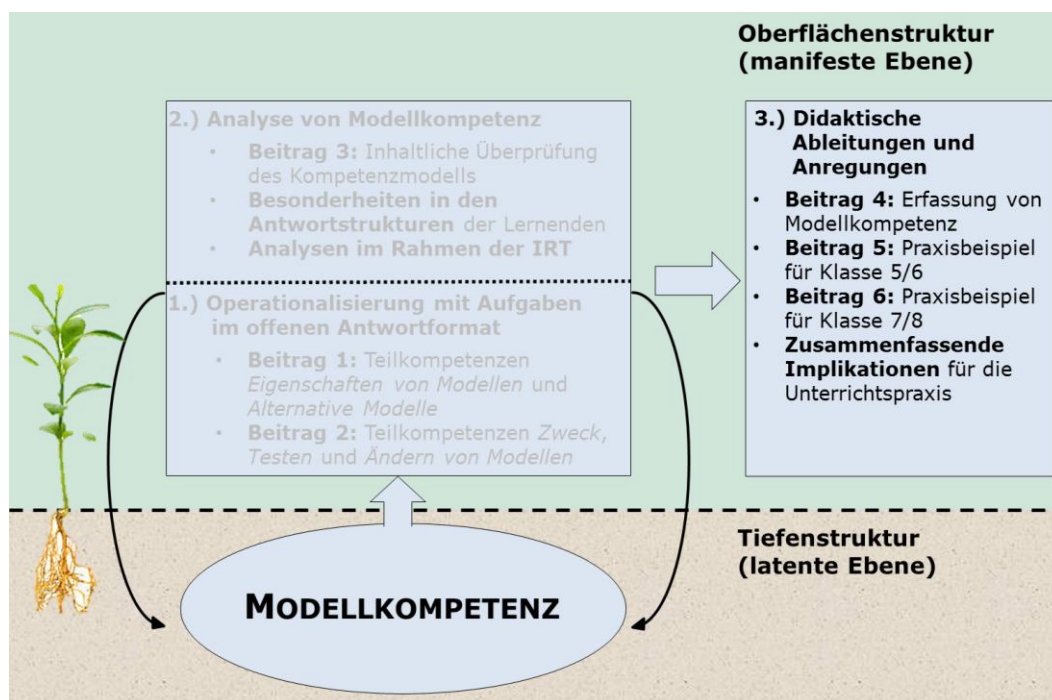 Oberflächenstruktur
(manifeste Ebene)
2.) Analyse von Modellkompetenz
• Beitrag 3: Inhaltliche Überprüfung
des Kompetenzmodells
• Besonderheiten in den
Antwortstrukturen der Lernenden
• Analysen im Rahmen der IRT
1.) Operationalisierung mit Aufgaben
im offenen Antwortformat
• Beitrag 1: Teilkompetenzen
Eigenschaften von Modellen und
Alternative Modelle
• Beitrag 2: Teilkompetenzen Zweck,
Testen und Ändern von Modellen
3.) Didaktische
Ableitungen und
Anregungen
• Beitrag 4: Erfassung von
Modellkompetenz
• Beitrag 5: Praxisbeispiel
für Klasse 5/6
• Beitrag 6: Praxisbeispiel
für Klasse 7/8
• Zusammenfassende
Implikationen für die
Unterrichtspraxis
Tiefenstruktur
(latente Ebene)
MODELLKOMPETENZ